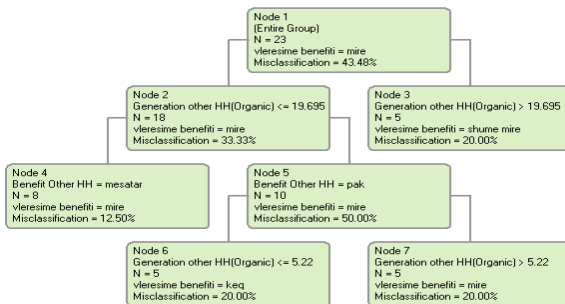 Node 1
(Entire Group)
N = 23
vleresime benefiti = mire
Misclassification = 43.48%
Node 2
Generation other HH(Organic) <= 19.695
N = 18
vleresime benefiti = mire
Misclassification = 33.33%
Node 3
Generation other HH(Organic) > 19.695
N = 5
vleresime benefiti = shume mire
Misclassification = 20.00%
Node 4
Benefit Other HH = mesatar
N = 8
vleresime benefiti = mire
Misclassification = 12.50%
Node 5
Benefit Other HH = pak
N = 10
vleresime benefiti = mire
Misclassification = 50.00%
Node 6
Generation other HH(Organic) <= 5.22
N = 5
vleresime benefiti = keq
Misclassification = 20.00%
Node 7
Generation other HH(Organic) > 5.22
N = 5
vleresime benefiti = mire
Misclassification = 20.00%